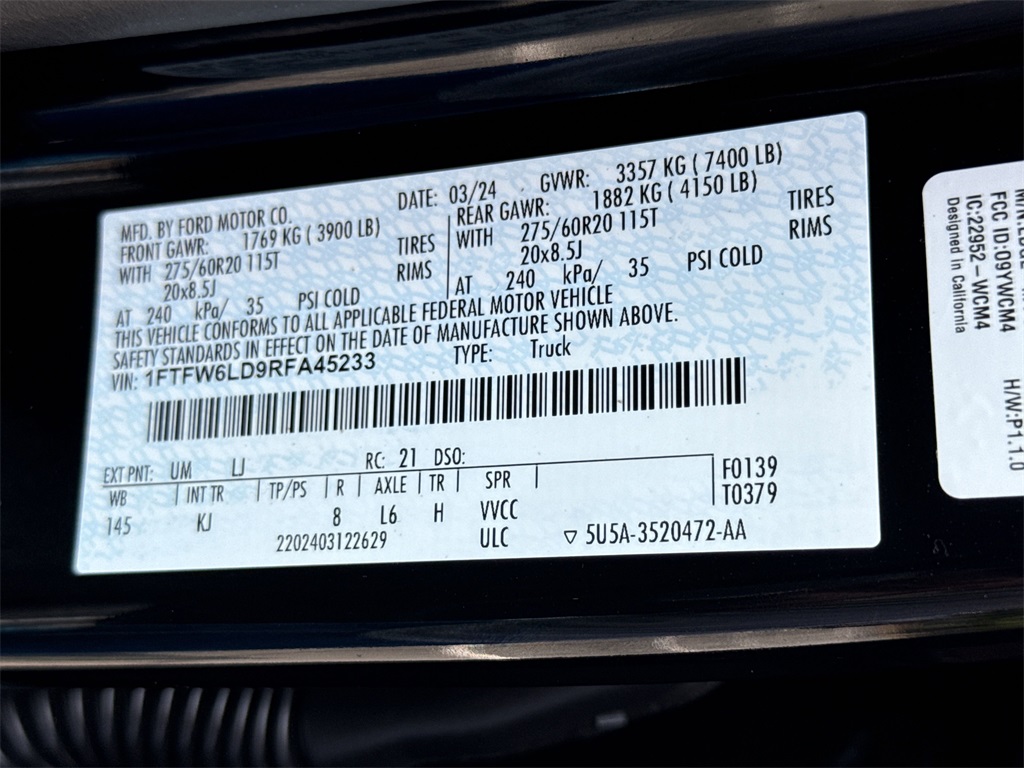 MFD. BY FORD MOTOR CO.
DATE: 03/24 GVWR: 3357 KG ( 7400 LB)
FRONT GAWR: 1769 KG ( 3900 LB)
WITH 275/60R20 115T TIRES
20x8.5J RIMS
AT 240 kPa/ 35 PSI COLD
REAR GAWR: 1882 KG ( 4150 LB)
WITH 275/60R20 115T TIRES
20x8.5J RIMS
AT 240 kPa/ 35 PSI COLD
THIS VEHICLE CONFORMS TO ALL APPLICABLE FEDERAL MOTOR VEHICLE
SAFETY STANDARDS IN EFFECT ON THE DATE OF MANUFACTURE SHOWN ABOVE.
VIN: 1FTFW6LD9RFA45233 TYPE: Truck
EXT PNT: UM LJ RC: 21 DSO:
WB INT TR TP/PS R AXLE TR SPR F0139
145 KJ 8 L6 H VVCC T0379
2202403122629 ULC ▽ 5U5A-3520472-AA
FCC ID:O9YWCM4
IC:22952-WCM4
Designed in California
H/W:P1.1.0